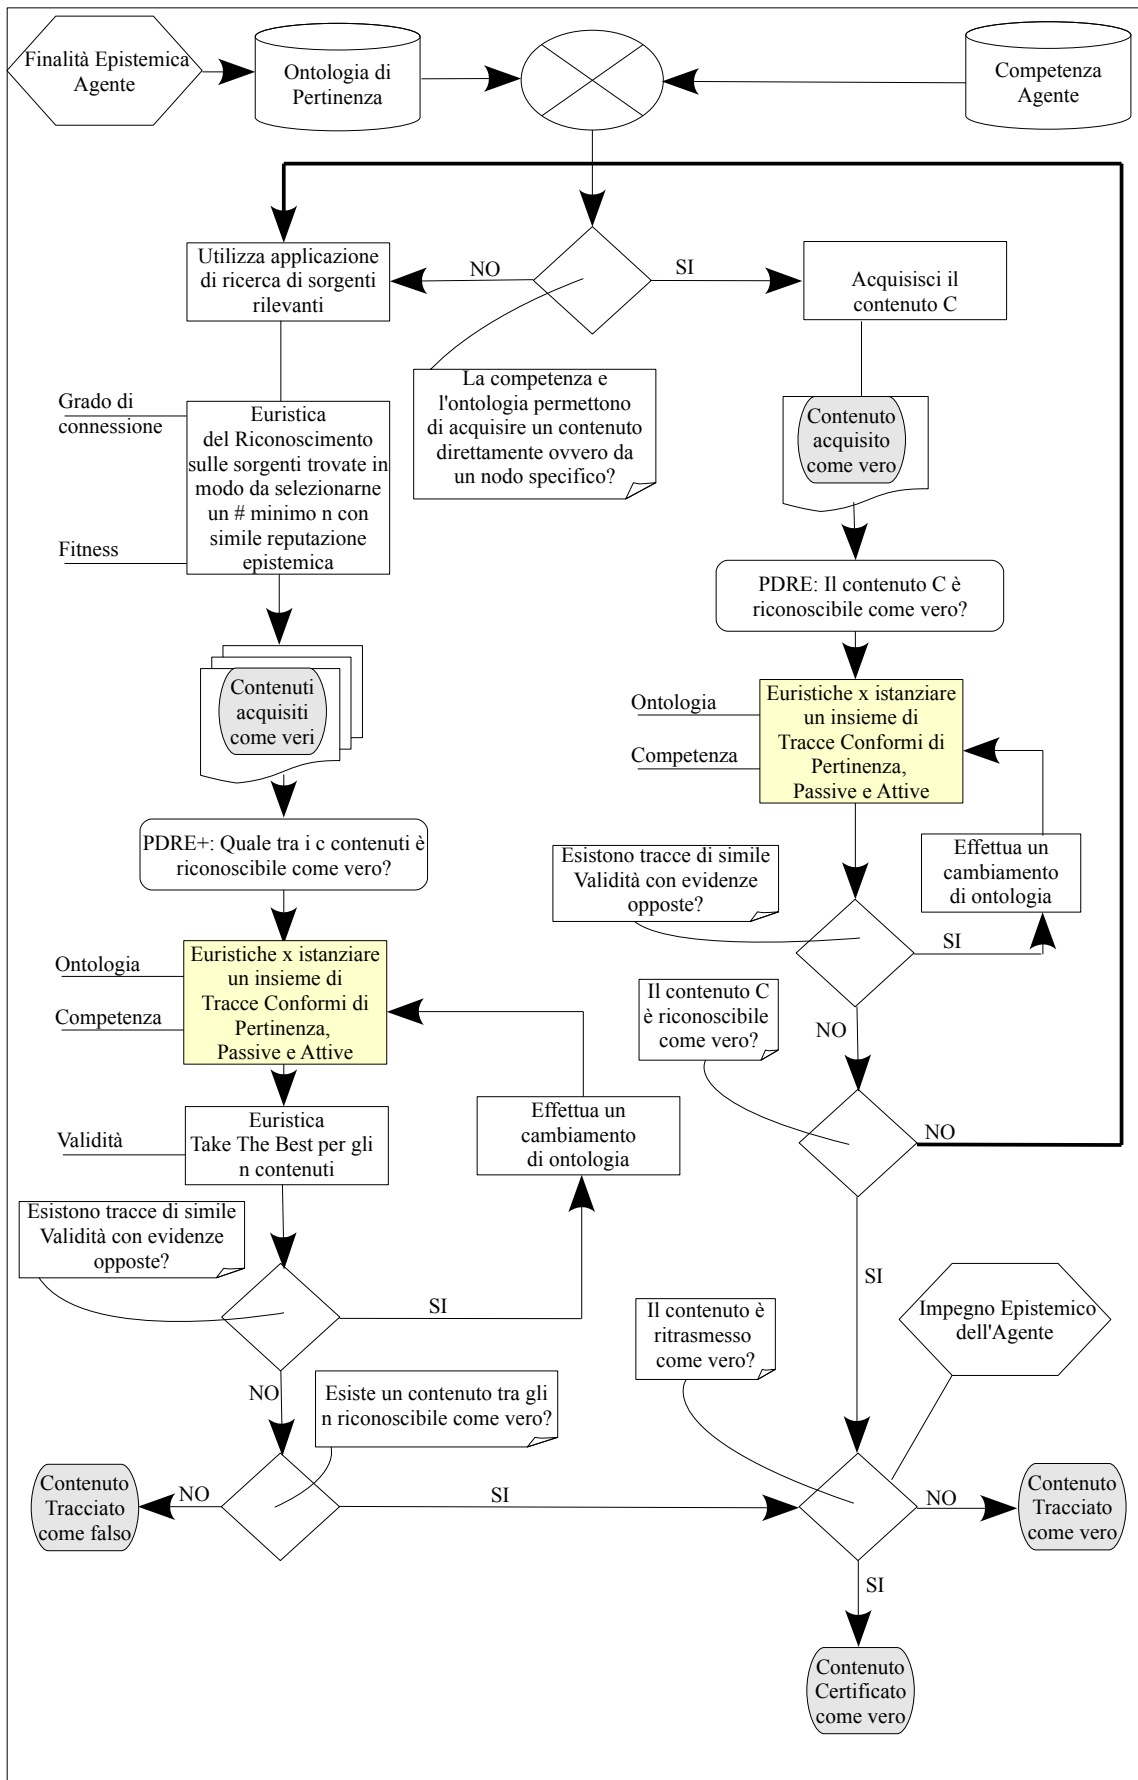 Finalità Epistemica
Agente
Ontologia di
Pertinenza
Competenza
Agente
Utilizza applicazione
di ricerca di sorgenti
rilevanti
NO
SI
Acquisisci il
contenuto C
La competenza e
l'ontologia permettono
di acquisire un contenuto
direttamente ovvero da
un nodo specifico?
Grado di
connessione
Euristica
del Riconoscimento
sulle sorgenti trovate in
modo da selezionarne
un # minimo n con
simile reputazione
epistemica
Fitness
Contenuto
acquisito
come vero
PDRE: Il contenuto C è
riconoscibile come vero?
Contenuti
acquisiti
come veri
Ontologia
Competenza
Euristiche x istanziare
un insieme di
Tracce Conformi di
Pertinenza,
Passive e Attive
PDRE+: Quale tra i c contenuti è
riconoscibile come vero?
Esistono tracce di simile
Validità con evidenze
opposte?
Effettua un
cambiamento
di ontologia
SI
Ontologia
Competenza
Euristiche x istanziare
un insieme di
Tracce Conformi di
Pertinenza,
Passive e Attive
Il contenuto C
è riconoscibile
come vero?
NO
Validità
Euristica
Take The Best per gli
n contenuti
Effettua un
cambiamento
di ontologia
NO
Esistono tracce di simile
Validità con evidenze
opposte?
SI
SI
Il contenuto è
ritrasmesso
come vero?
Impegno Epistemico
dell'Agente
NO
Esiste un contenuto tra gli
n riconoscibile come vero?
Contenuto
Tracciato
come falso
NO
SI
NO
Contenuto
Tracciato
come vero
SI
Contenuto
Certificato
come vero